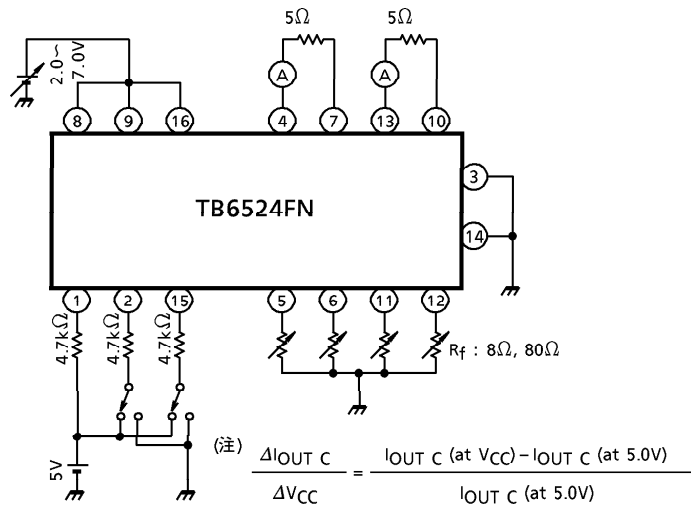 5Ω 5Ω
2.0~
7.0V
A A
8 9 16 4 7 13 10
3
TB6524FN
14
1 2 15 5 6 11 12
4.7kΩ 4.7kΩ 4.7kΩ
Rf : 8Ω, 80Ω
5V
(注) ΔIOUT C / ΔVCC = IOUT C (at VCC) − IOUT C (at 5.0V) / IOUT C (at 5.0V)